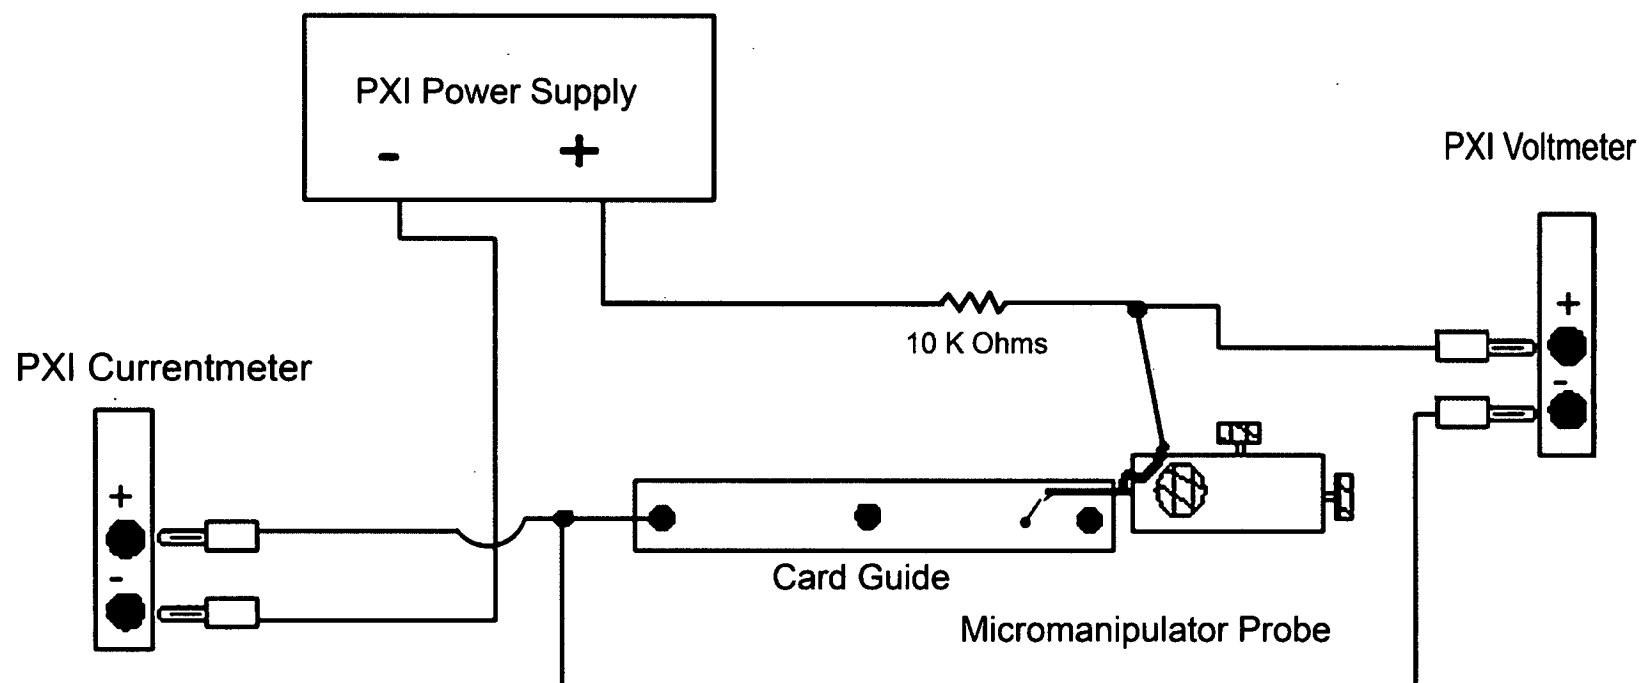 PXI Power Supply
- +
PXI Voltmeter
+
-
10 K Ohms
PXI Currentmeter
+
-
Card Guide
Micromanipulator Probe